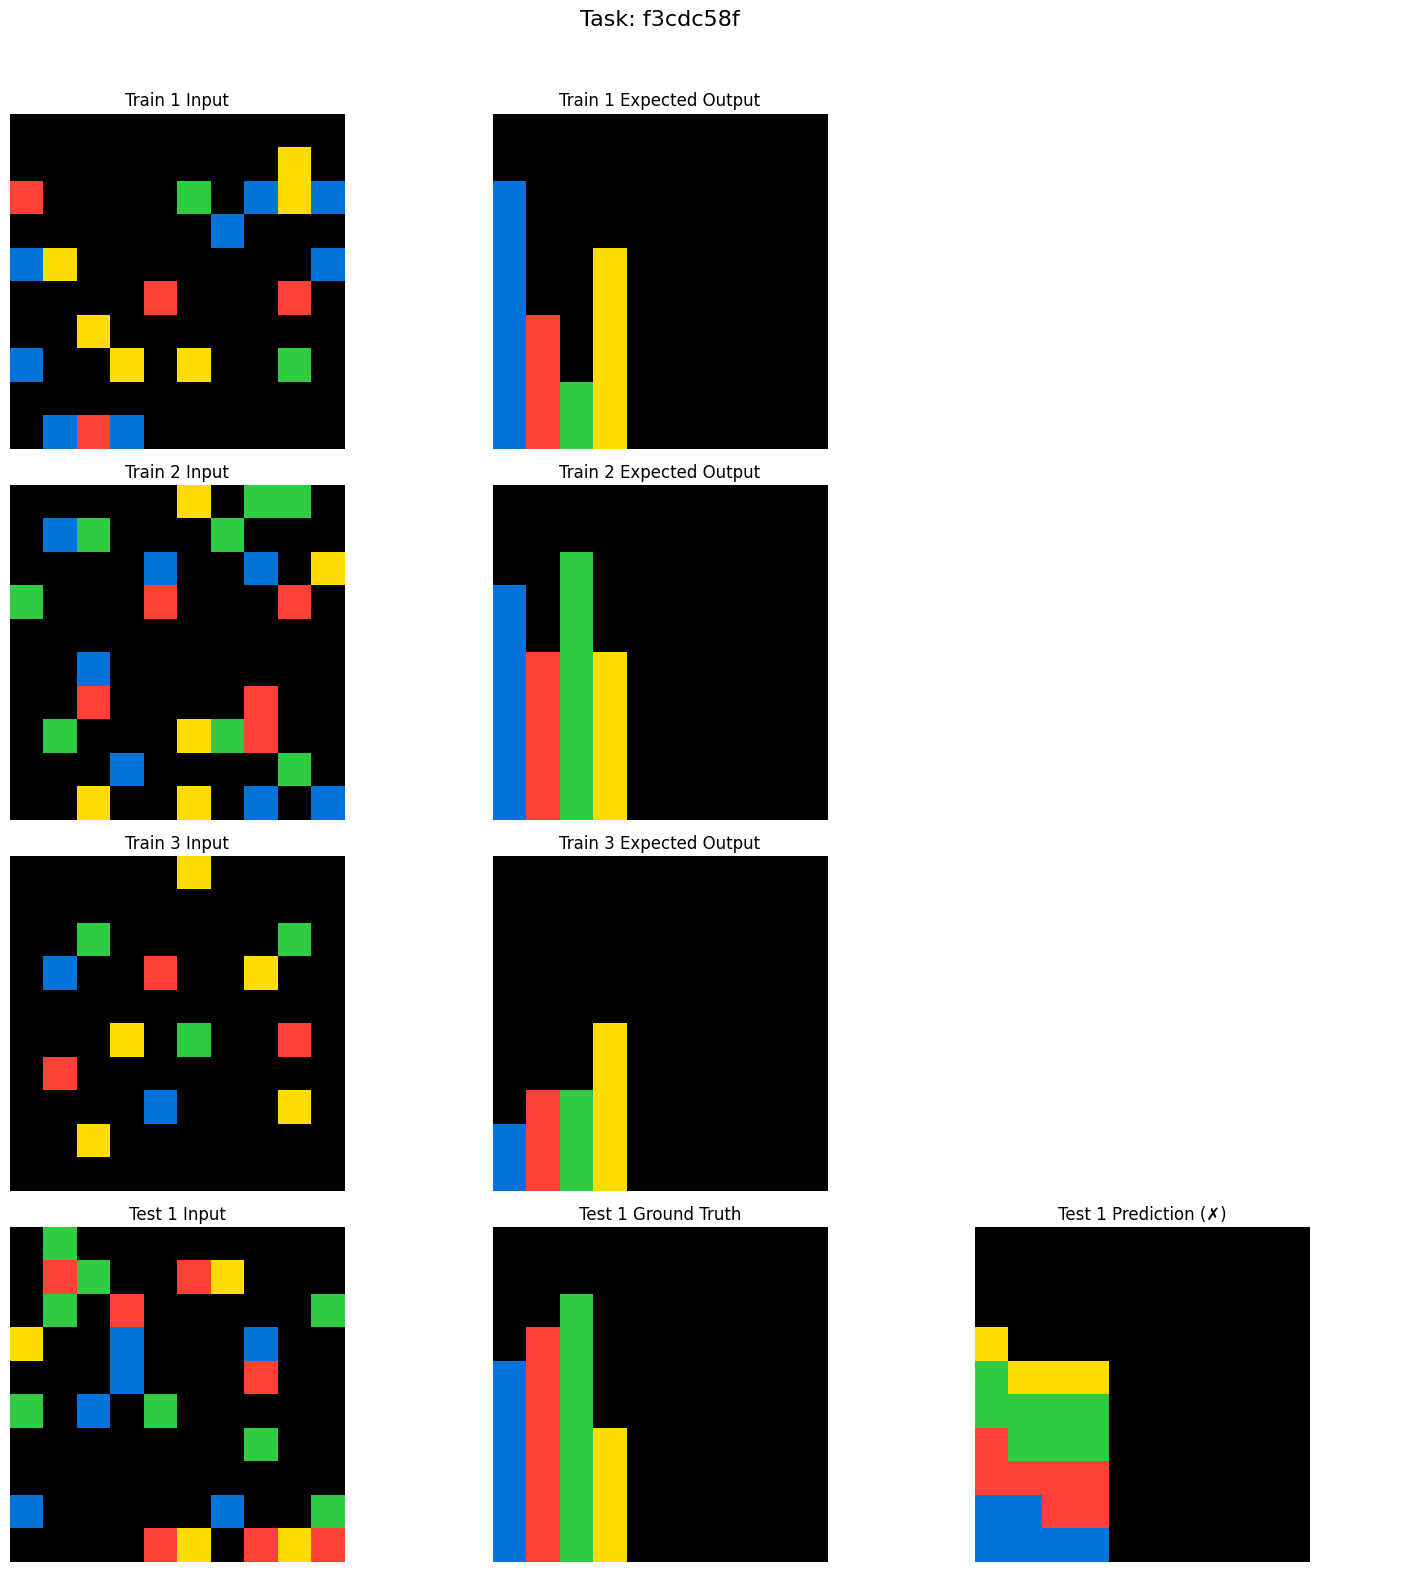 Task: f3cdc58f
Train 1 Input
Train 1 Expected Output
Train 2 Input
Train 2 Expected Output
Train 3 Input
Train 3 Expected Output
Test 1 Input
Test 1 Ground Truth
Test 1 Prediction (✗)